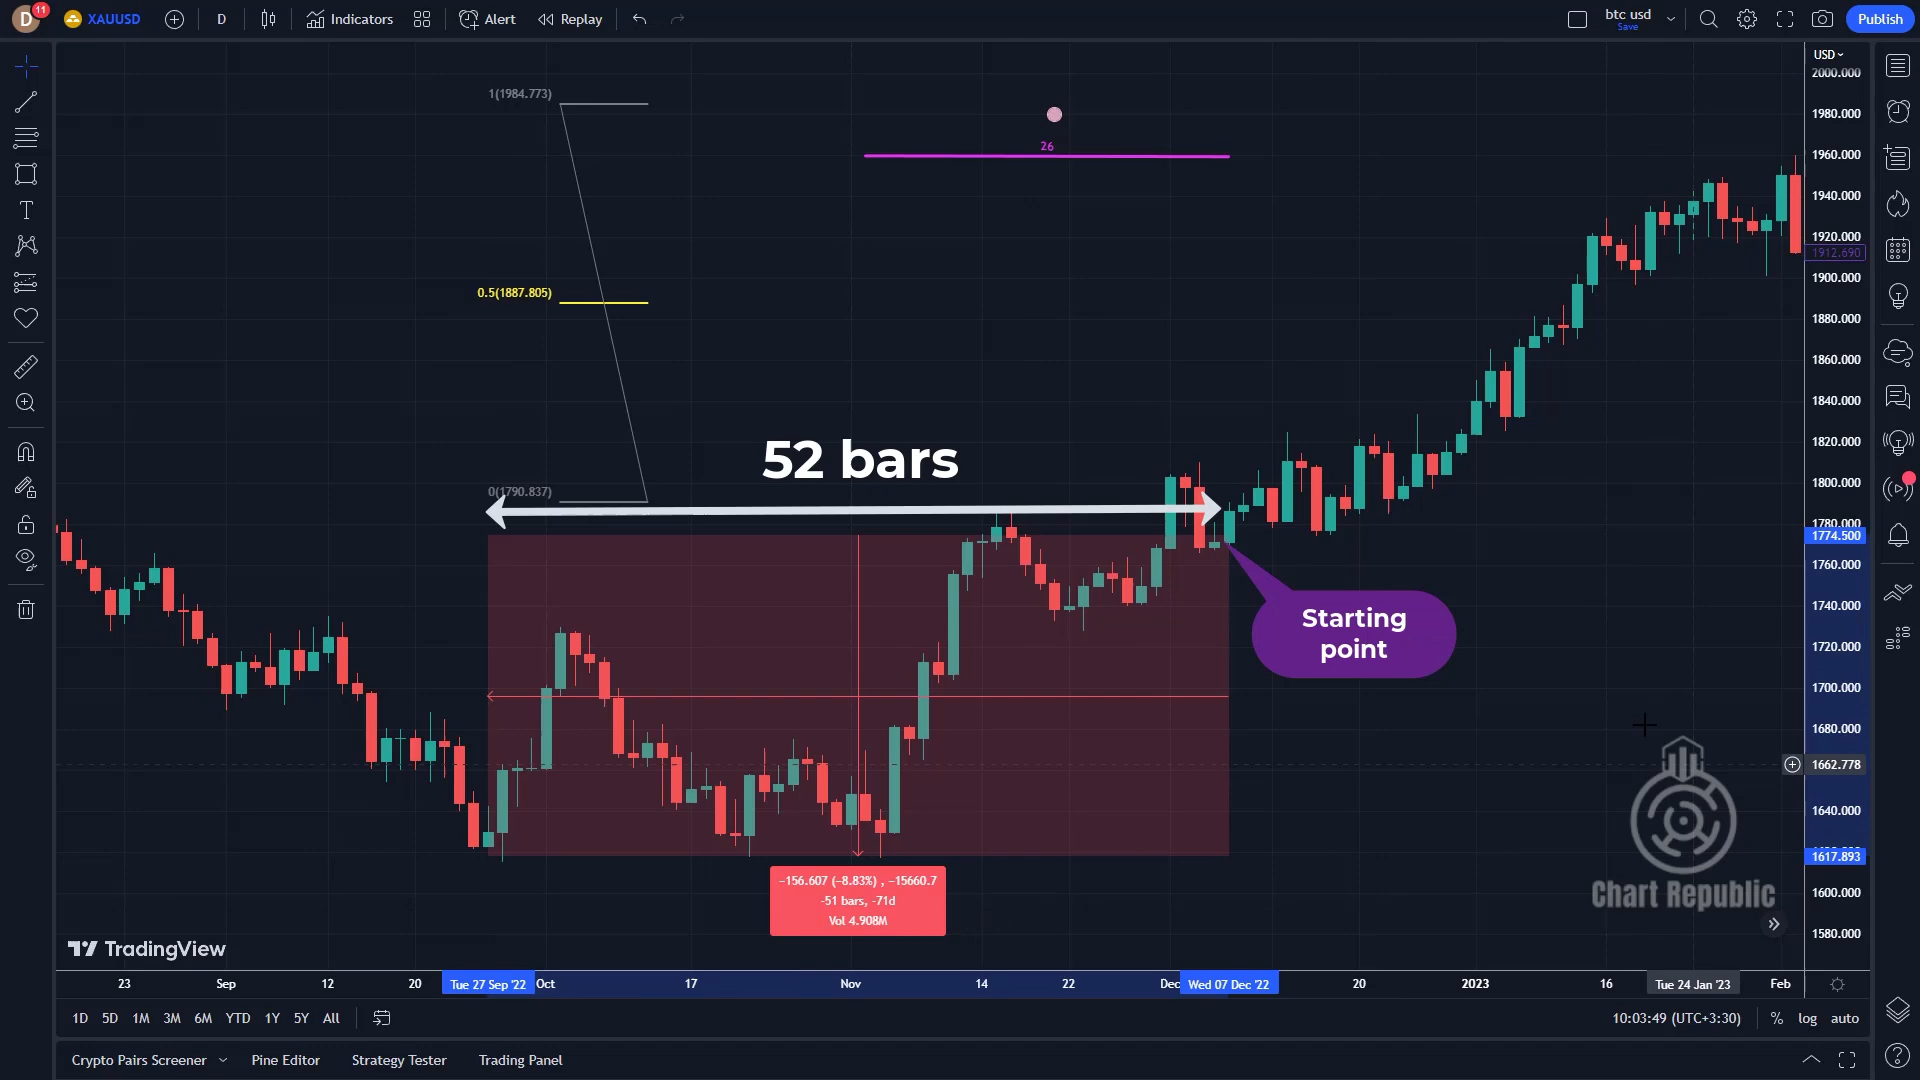 D
11
XAUUSD
D
Indicators
Alert
Replay
btc usd
Save
Publish
USD
2000.000
1980.000
1960.000
1940.000
1920.000
1912.690
1900.000
1880.000
1860.000
1840.000
1820.000
1800.000
1780.000
1774.500
1760.000
1740.000
1720.000
1700.000
1680.000
1662.778
1640.000
1617.893
1600.000
1580.000
1(1984.773)
26
0.5(1887.805)
52 bars
0(1790.837)
Starting
point
−156.607 (−8.83%) , −15660.7
-51 bars, -71d
Vol 4.908M
Chart Republic
TradingView
23 Sep 12 20 Tue 27 Sep '22 Oct 17 Nov 14 22 Dec Wed 07 Dec '22 20 2023 16 Tue 24 Jan '23 Feb
1D 5D 1M 3M 6M YTD 1Y 5Y All
10:03:49 (UTC+3:30) % log auto
Crypto Pairs Screener Pine Editor Strategy Tester Trading Panel